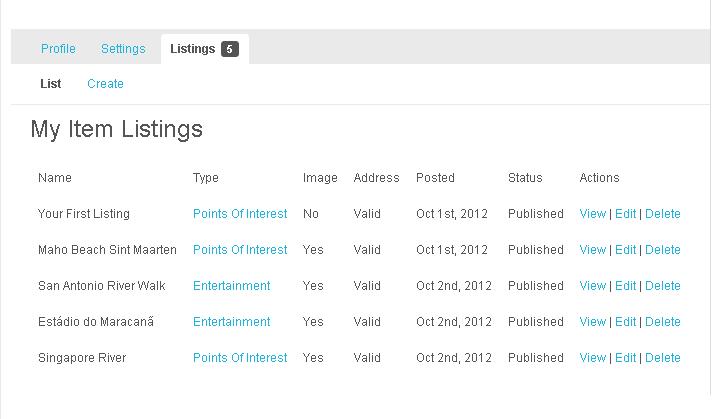 Profile Settings Listings 5
List Create
My Item Listings
Name Type Image Address Posted Status Actions
Your First Listing Points Of Interest No Valid Oct 1st, 2012 Published View | Edit | Delete
Maho Beach Sint Maarten Points Of Interest Yes Valid Oct 1st, 2012 Published View | Edit | Delete
San Antonio River Walk Entertainment Yes Valid Oct 2nd, 2012 Published View | Edit | Delete
Estádio do Maracanã Entertainment Yes Valid Oct 2nd, 2012 Published View | Edit | Delete
Singapore River Points Of Interest Yes Valid Oct 2nd, 2012 Published View | Edit | Delete